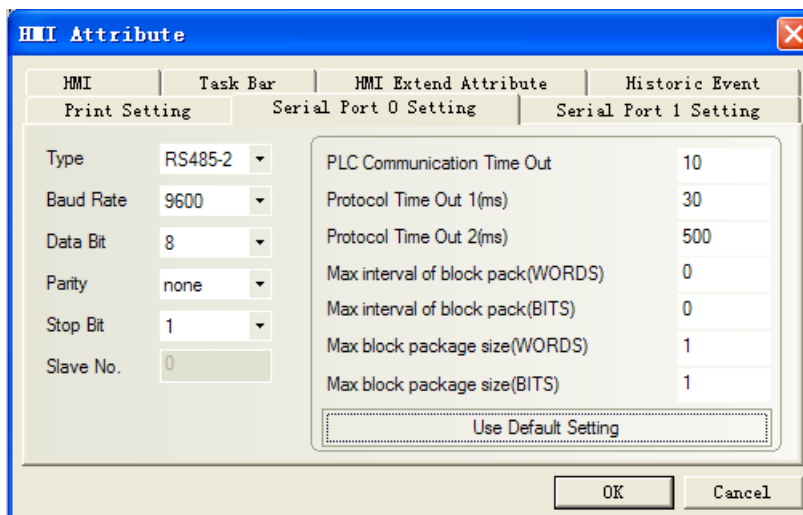 HMI Attribute
HMI Task Bar HMI Extend Attribute Historic Event
Print Setting Serial Port 0 Setting Serial Port 1 Setting
Type RS485-2
Baud Rate 9600
Data Bit 8
Parity none
Stop Bit 1
Slave No. 0
PLC Communication Time Out 10
Protocol Time Out 1(ms) 30
Protocol Time Out 2(ms) 500
Max interval of block pack(WORDS) 0
Max interval of block pack(BITS) 0
Max block package size(WORDS) 1
Max block package size(BITS) 1
Use Default Setting
OK Cancel